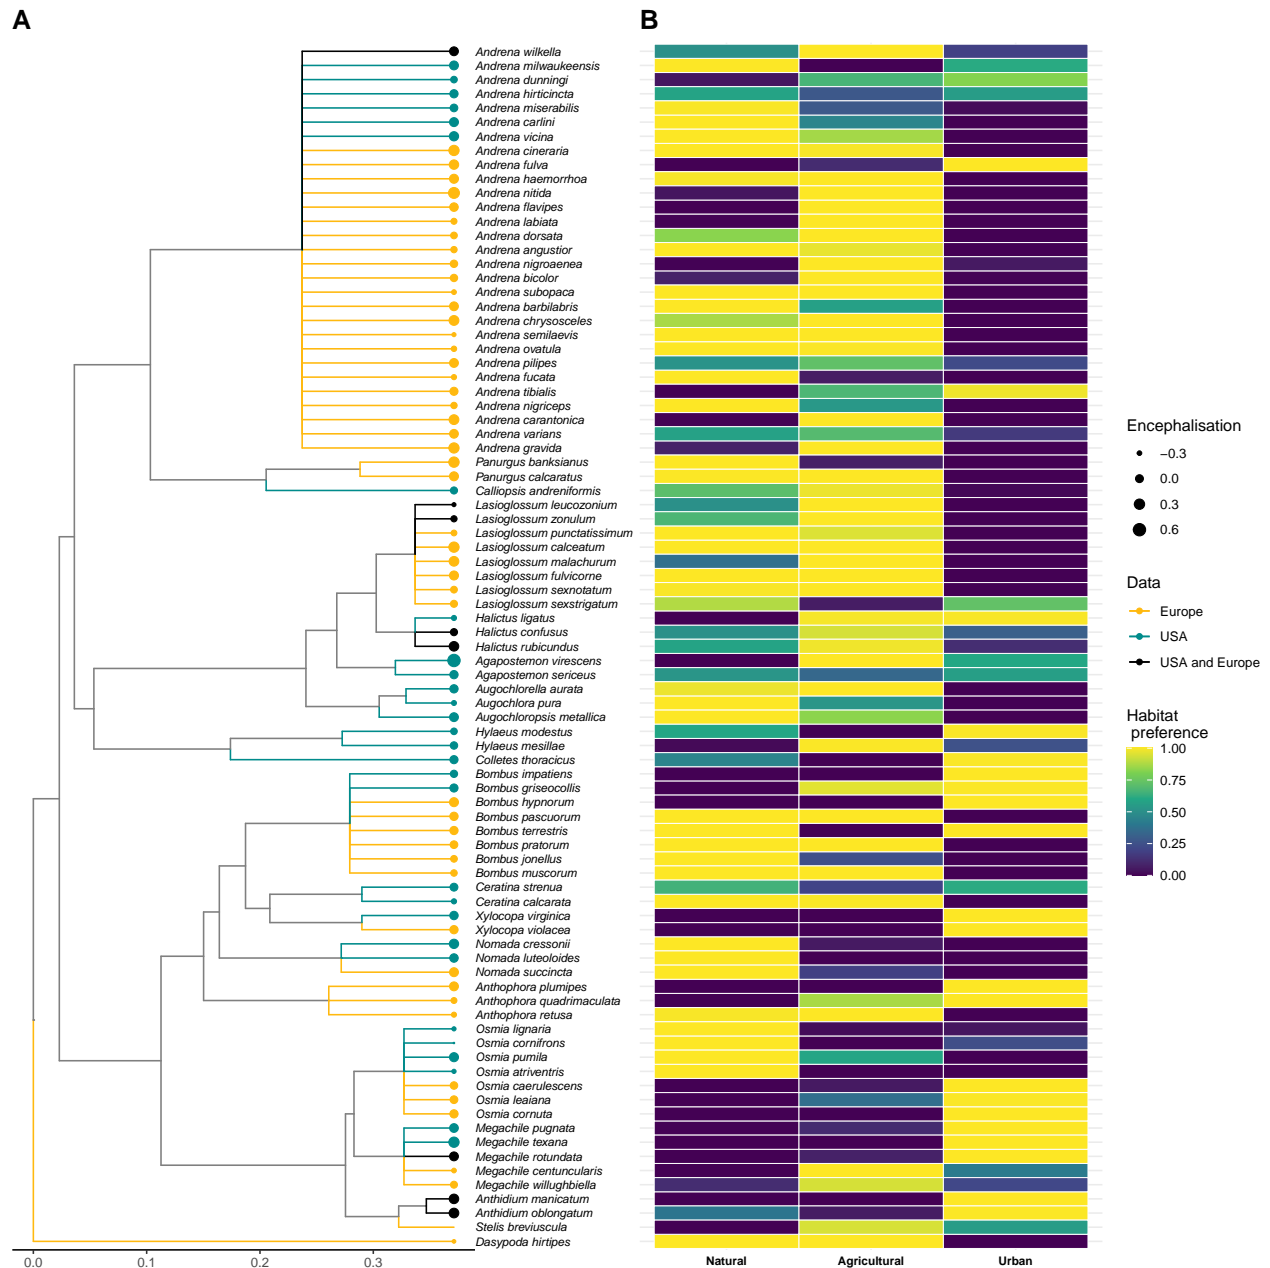 A
B
Andrena wilkella
Andrena milwaukeensis
Andrena dunningi
Andrena hirticincta
Andrena miserabilis
Andrena carlini
Andrena vicina
Andrena cineraria
Andrena fulva
Andrena haemorrhoa
Andrena nitida
Andrena flavipes
Andrena labiata
Andrena dorsata
Andrena angustior
Andrena nigroaenea
Andrena bicolor
Andrena subopaca
Andrena barbilabris
Andrena chrysosceles
Andrena semilaevis
Andrena ovatula
Andrena pilipes
Andrena fucata
Andrena tibialis
Andrena nigriceps
Andrena carantonica
Andrena varians
Andrena gravida
Panurgus banksianus
Panurgus calcaratus
Calliopsis andreniformis
Lasioglossum leucozonium
Lasioglossum zonulum
Lasioglossum punctatissimum
Lasioglossum calceatum
Lasioglossum malachurum
Lasioglossum fulvicorne
Lasioglossum sexnotatum
Lasioglossum sexstrigatum
Halictus ligatus
Halictus confusus
Halictus rubicundus
Agapostemon virescens
Agapostemon sericeus
Augochlorella aurata
Augochlora pura
Augochloropsis metallica
Hylaeus modestus
Hylaeus mesillae
Colletes thoracicus
Bombus impatiens
Bombus griseocollis
Bombus hypnorum
Bombus pascuorum
Bombus terrestris
Bombus pratorum
Bombus jonellus
Bombus muscorum
Ceratina strenua
Ceratina calcarata
Xylocopa virginica
Xylocopa violacea
Nomada cressonii
Nomada luteoloides
Nomada succincta
Anthophora plumipes
Anthophora quadrimaculata
Anthophora retusa
Osmia lignaria
Osmia cornifrons
Osmia pumila
Osmia atriventris
Osmia caerulescens
Osmia leaiana
Osmia cornuta
Megachile pugnata
Megachile texana
Megachile rotundata
Megachile centuncularis
Megachile willughbiella
Anthidium manicatum
Anthidium oblongatum
Stelis breviuscula
Dasypoda hirtipes
0.0
0.1
0.2
0.3
Natural
Agricultural
Urban
Encephalisation
−0.3
0.0
0.3
0.6
Data
Europe
USA
USA and Europe
Habitat
preference
1.00
0.75
0.50
0.25
0.00